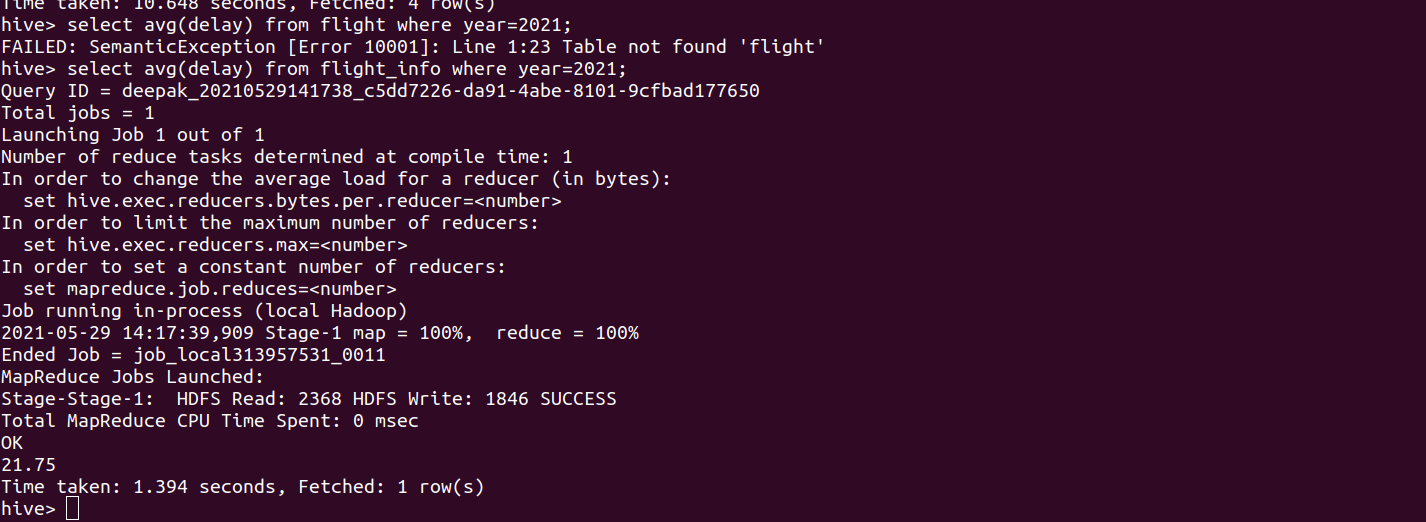 Time taken: 10.648 seconds, Fetched: 4 row(s)
hive> select avg(delay) from flight where year=2021;
FAILED: SemanticException [Error 10001]: Line 1:23 Table not found 'flight'
hive> select avg(delay) from flight_info where year=2021;
Query ID = deepak_20210529141738_c5dd7226-da91-4abe-8101-9cfbad177650
Total jobs = 1
Launching Job 1 out of 1
Number of reduce tasks determined at compile time: 1
In order to change the average load for a reducer (in bytes):
  set hive.exec.reducers.bytes.per.reducer=<number>
In order to limit the maximum number of reducers:
  set hive.exec.reducers.max=<number>
In order to set a constant number of reducers:
  set mapreduce.job.reduces=<number>
Job running in-process (local Hadoop)
2021-05-29 14:17:39,909 Stage-1 map = 100%,  reduce = 100%
Ended Job = job_local313957531_0011
MapReduce Jobs Launched:
Stage-Stage-1:  HDFS Read: 2368 HDFS Write: 1846 SUCCESS
Total MapReduce CPU Time Spent: 0 msec
OK
21.75
Time taken: 1.394 seconds, Fetched: 1 row(s)
hive>